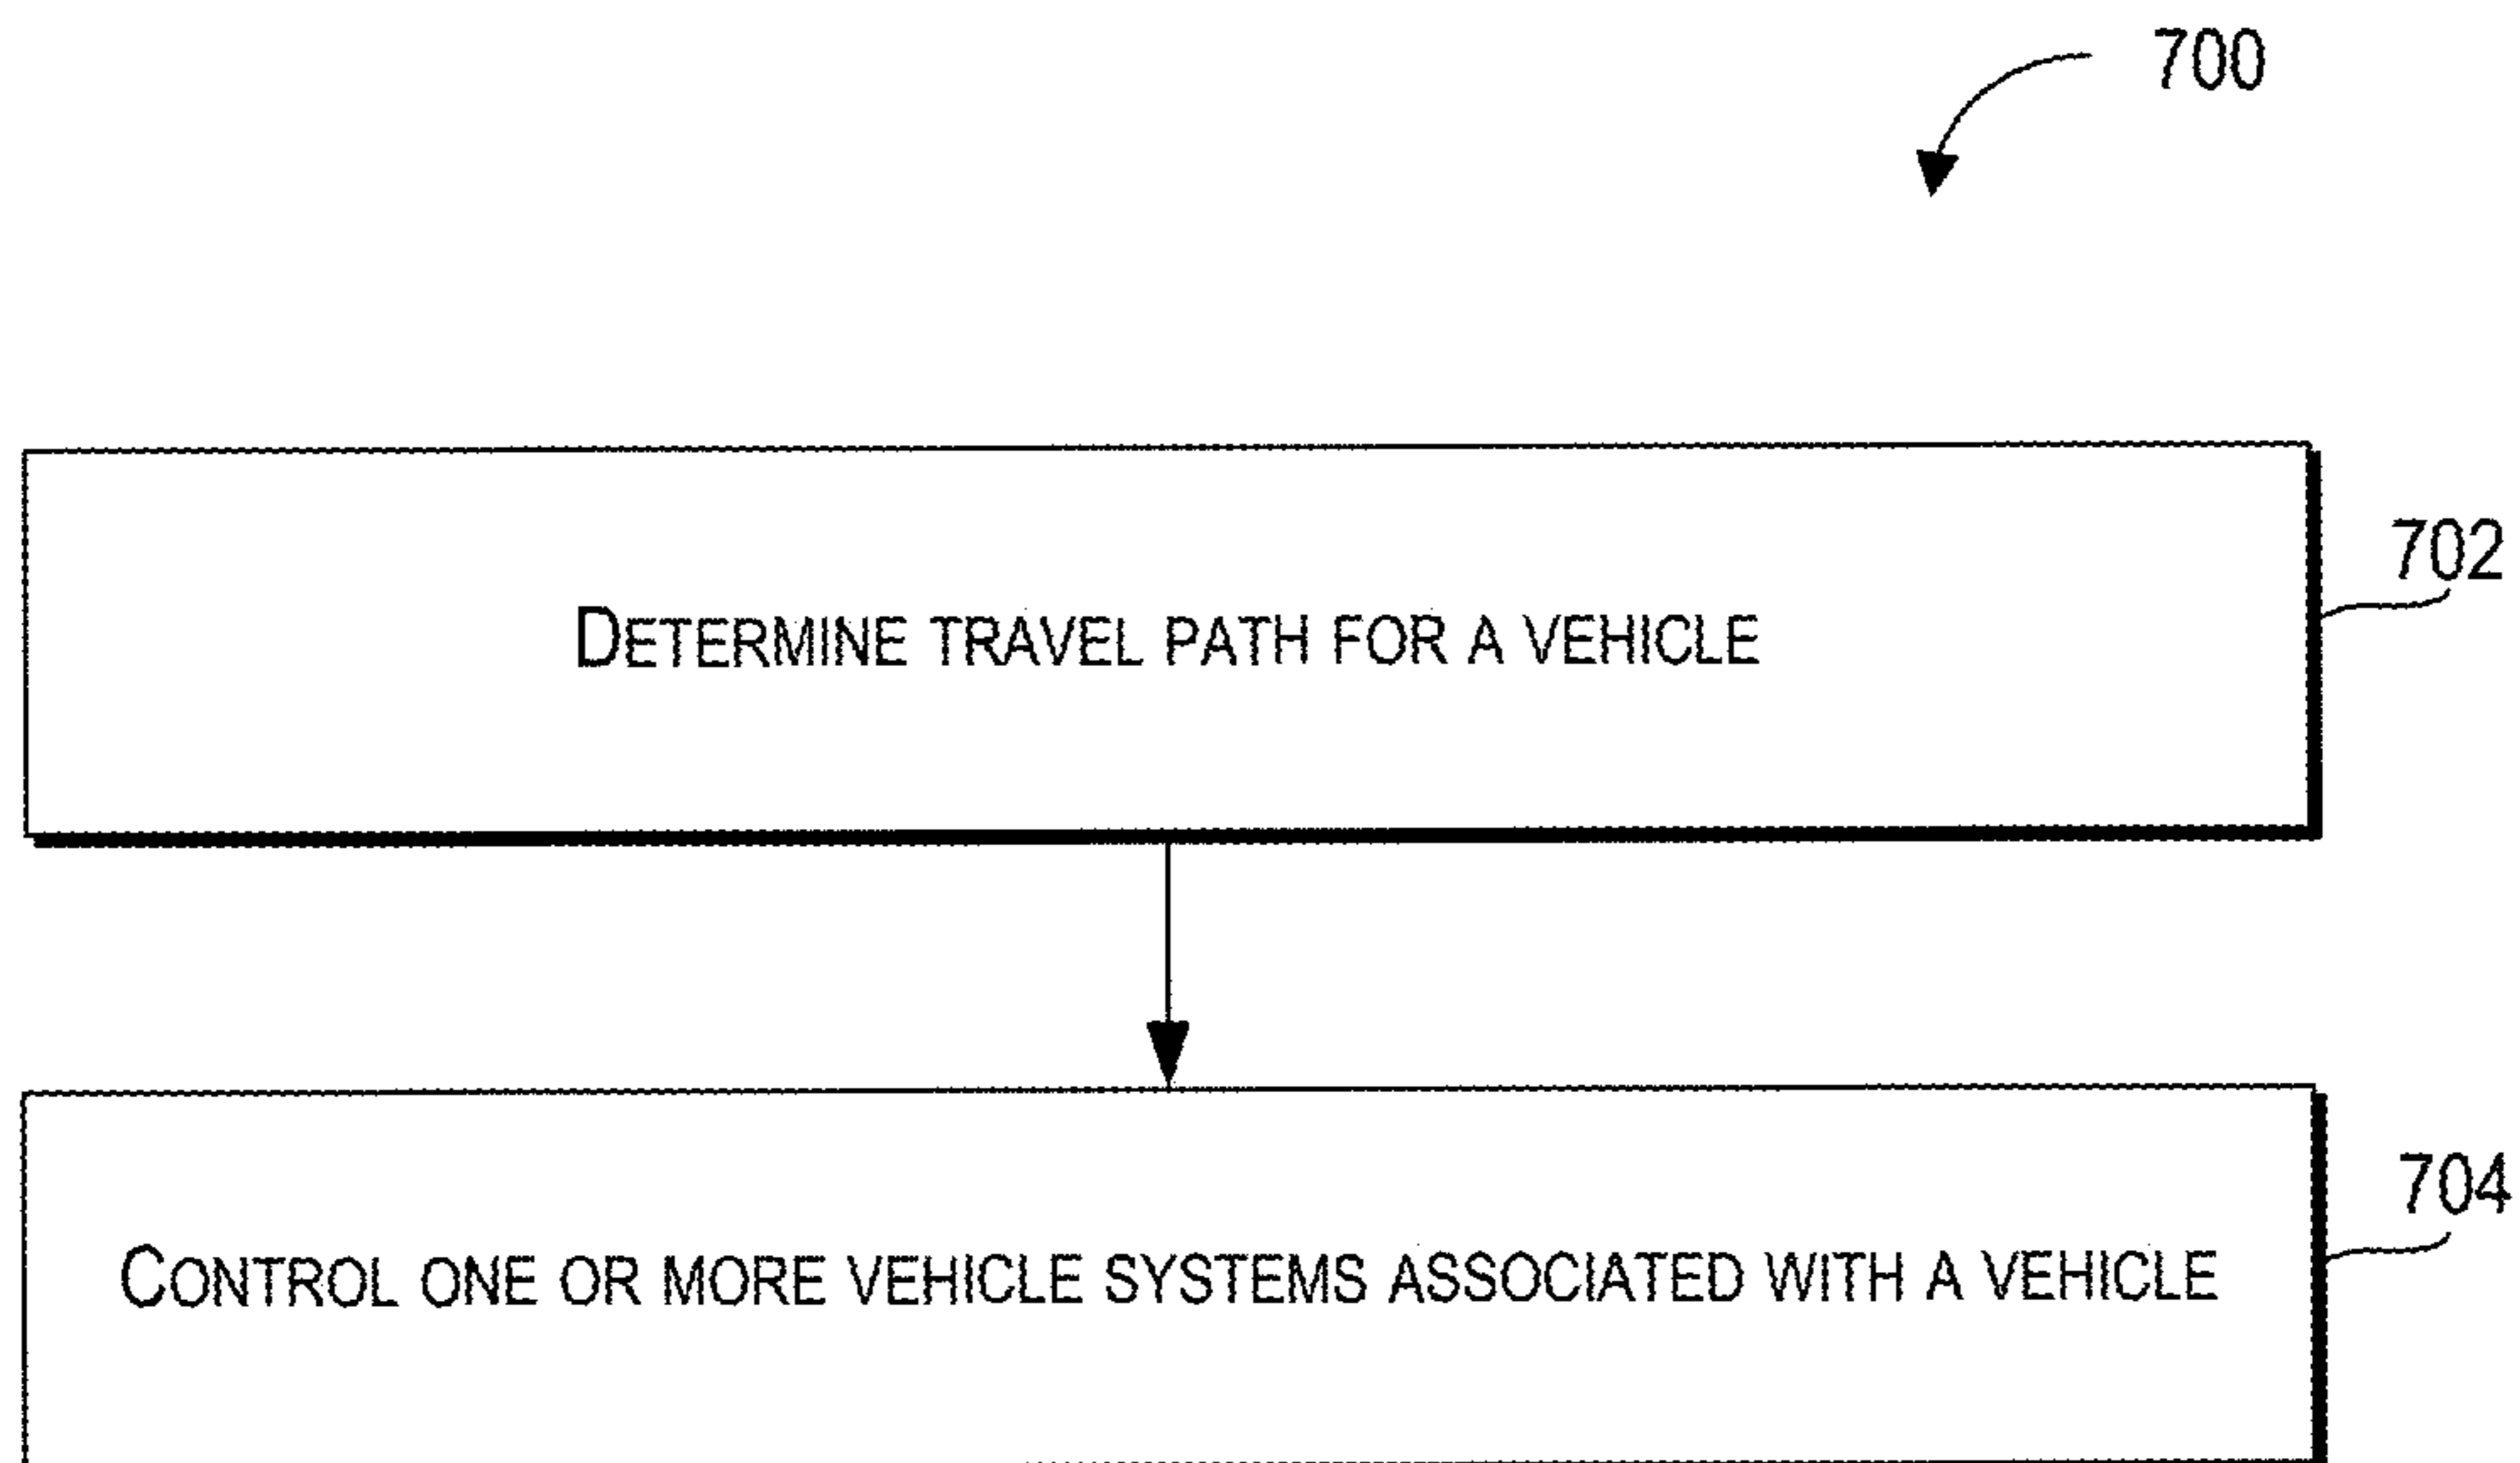 700
702
DETERMINE TRAVEL PATH FOR A VEHICLE
704
CONTROL ONE OR MORE VEHICLE SYSTEMS ASSOCIATED WITH A VEHICLE